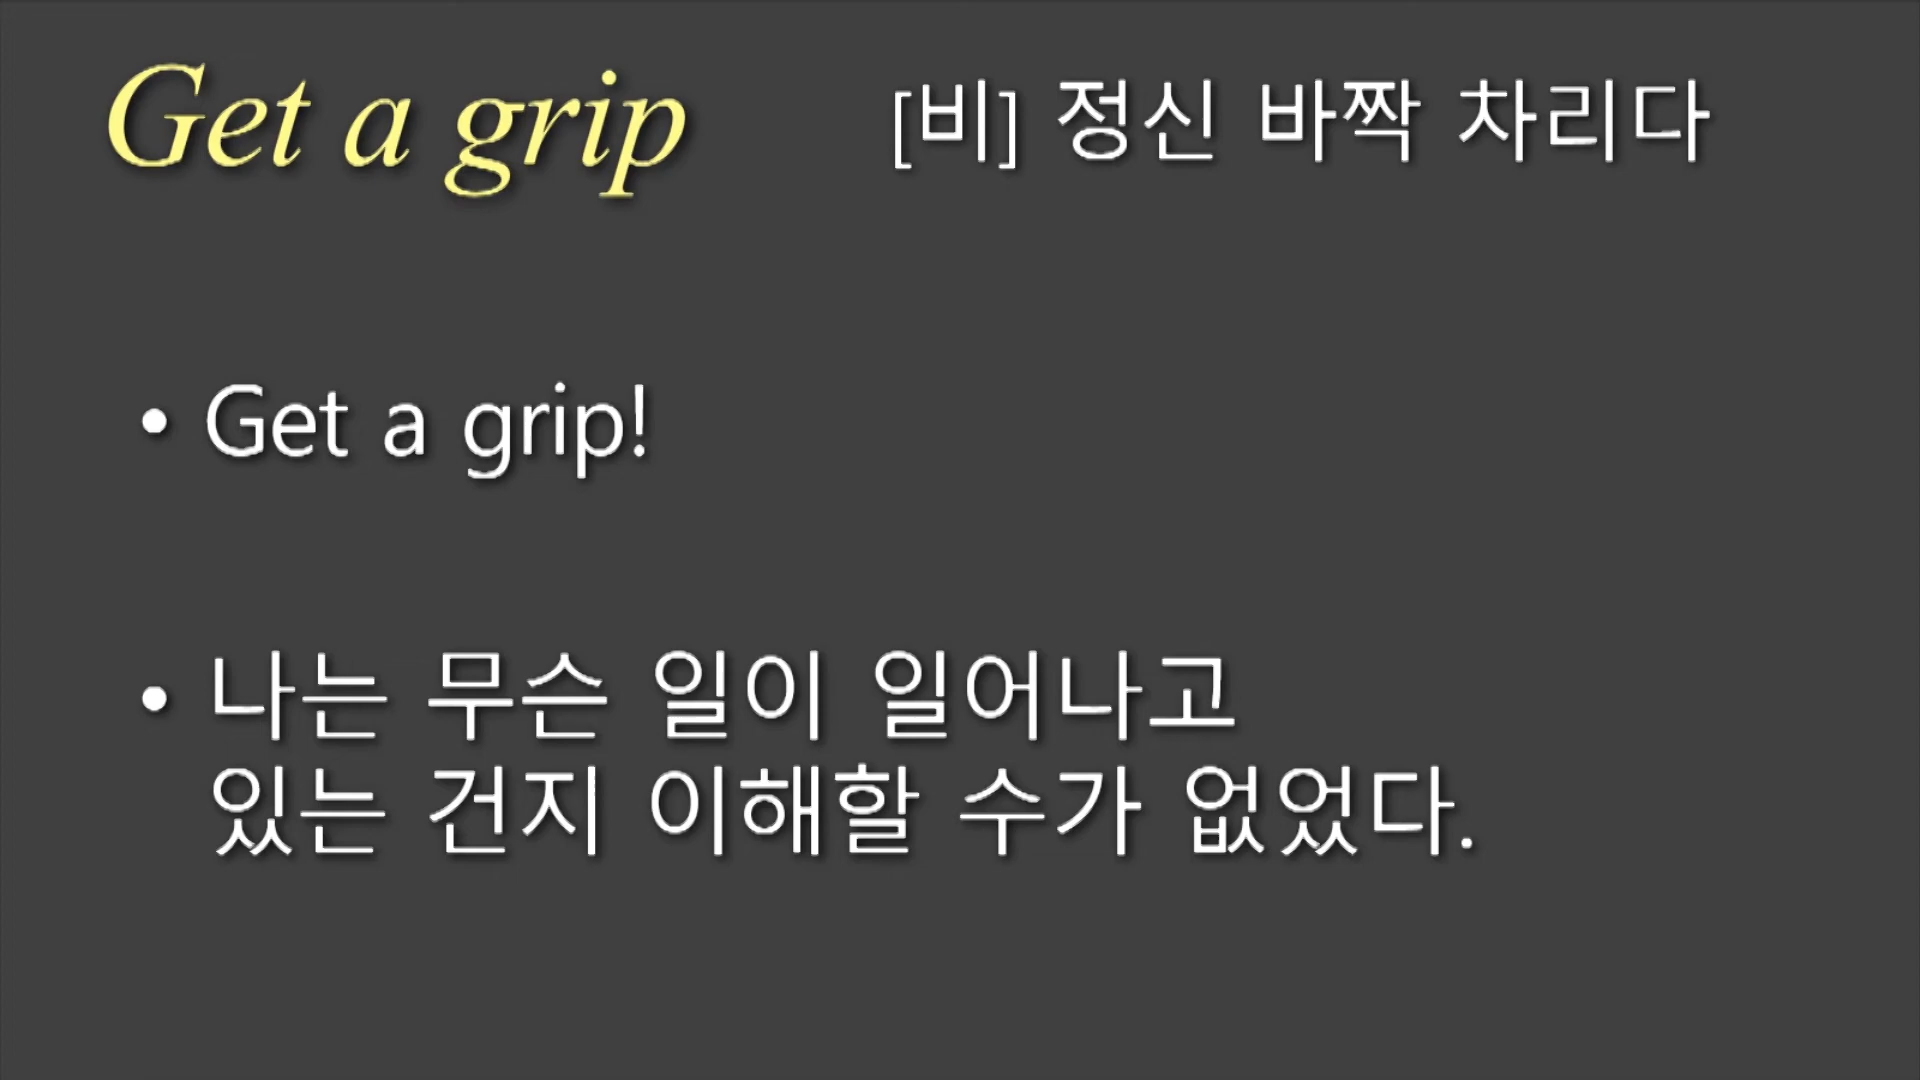 Get a grip [비] 정신 바짝 차리다
• Get a grip!
• 나는 무슨 일이 일어나고
있는 건지 이해할 수가 없었다.